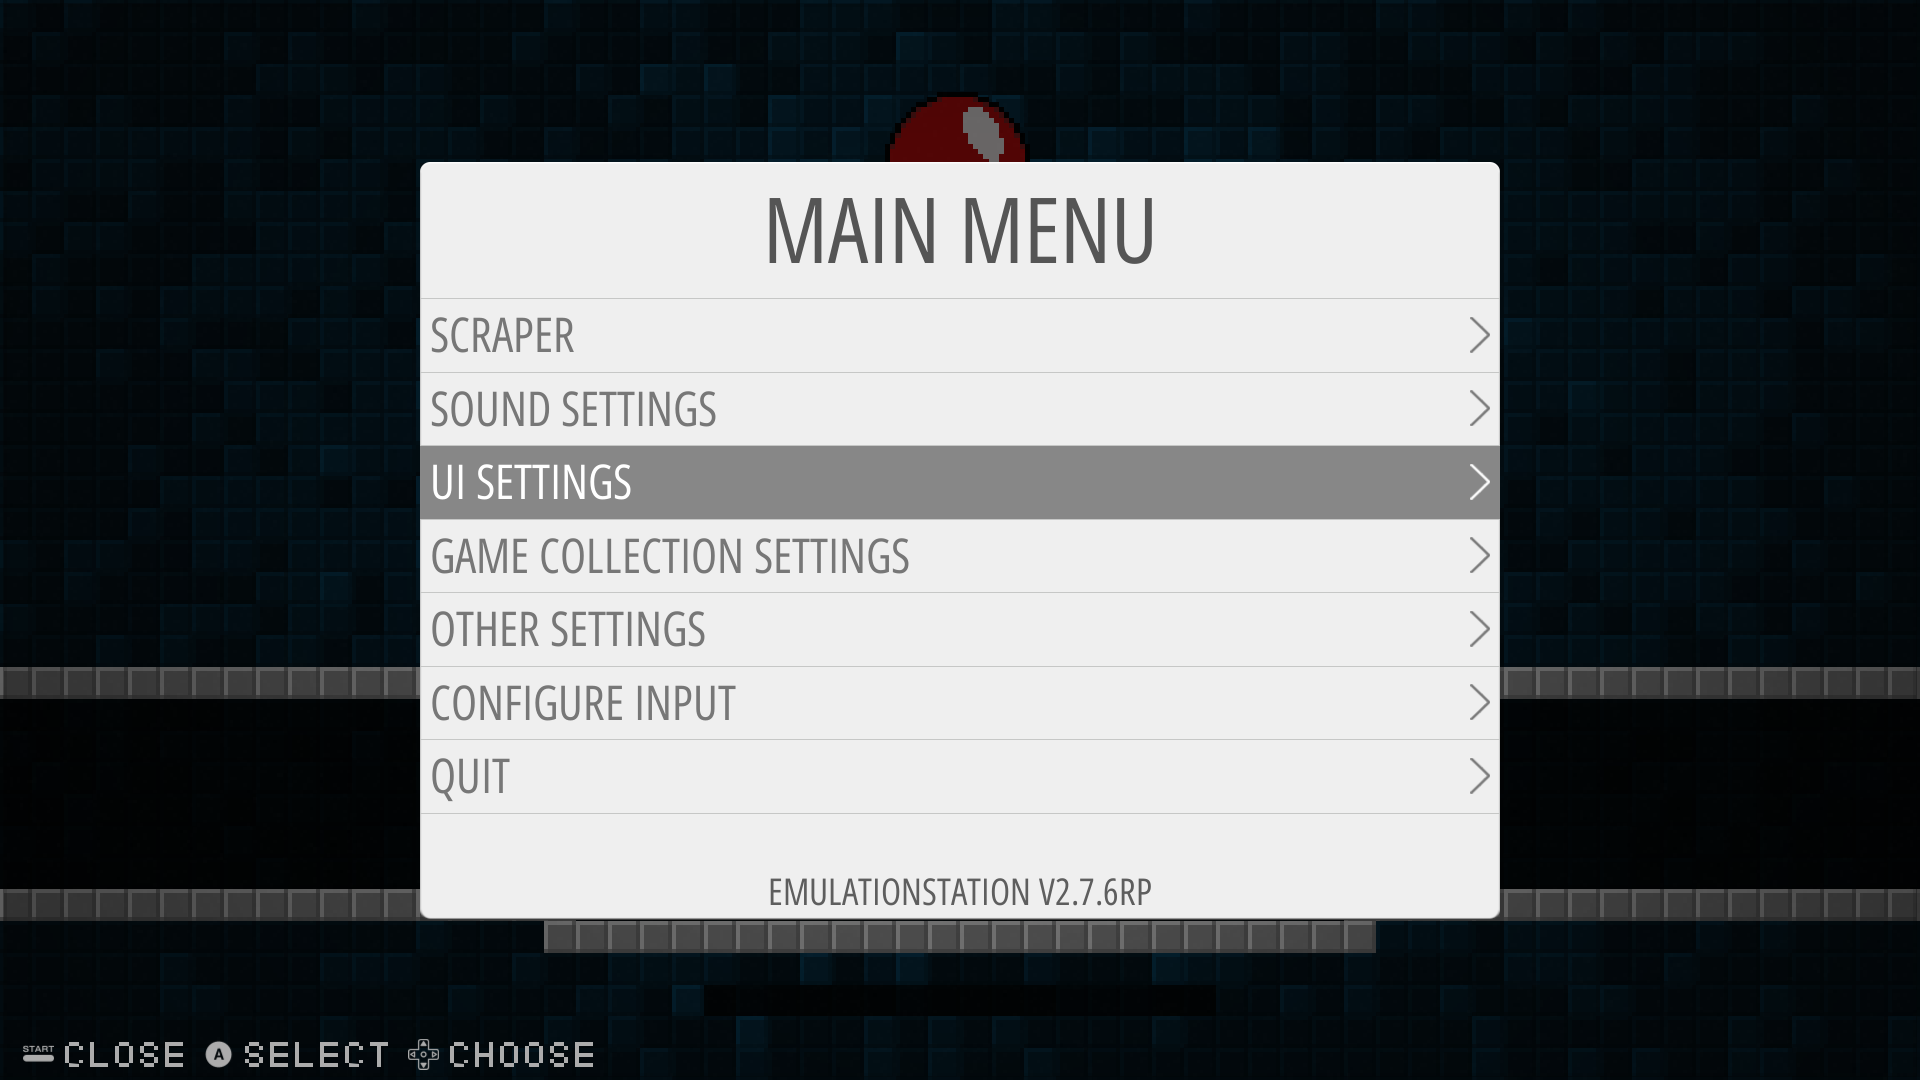 MAIN MENU
SCRAPER
SOUND SETTINGS
UI SETTINGS
GAME COLLECTION SETTINGS
OTHER SETTINGS
CONFIGURE INPUT
QUIT
EMULATIONSTATION V2.7.6RP
START CLOSE A SELECT CHOOSE